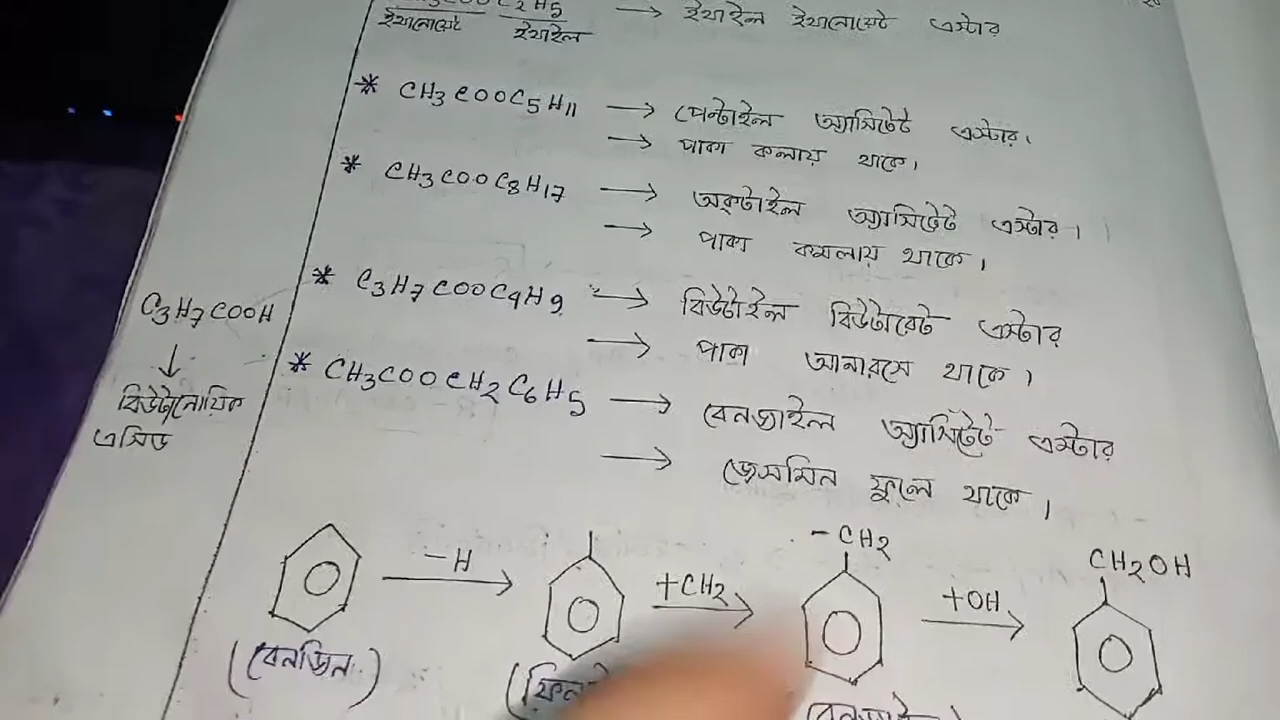 C2H5 → ইথাইল ইথানোয়েট এস্টার
ইথানোয়েট ইথাইল
* CH3COOC5H11 → পেন্টাইল অ্যাসিটেট এস্টার।
→ পাকা কলায় থাকে।
* CH3COOC8H17 → অক্টাইল অ্যাসিটেট এস্টার।
→ পাকা কমলায় থাকে।
* C3H7COOC4H9 → বিউটাইল বিউটারেট এস্টার
→ পাকা আনারসে থাকে।
C3H7COOH
↓
বিউটানোয়িক
এসিড
* CH3COOCH2C6H5 → বেনজাইল অ্যাসিটেট এস্টার
→ জেসমিন ফুলে থাকে।
-H → +CH2 → -CH2 +OH → CH2OH
(বেনজিন)